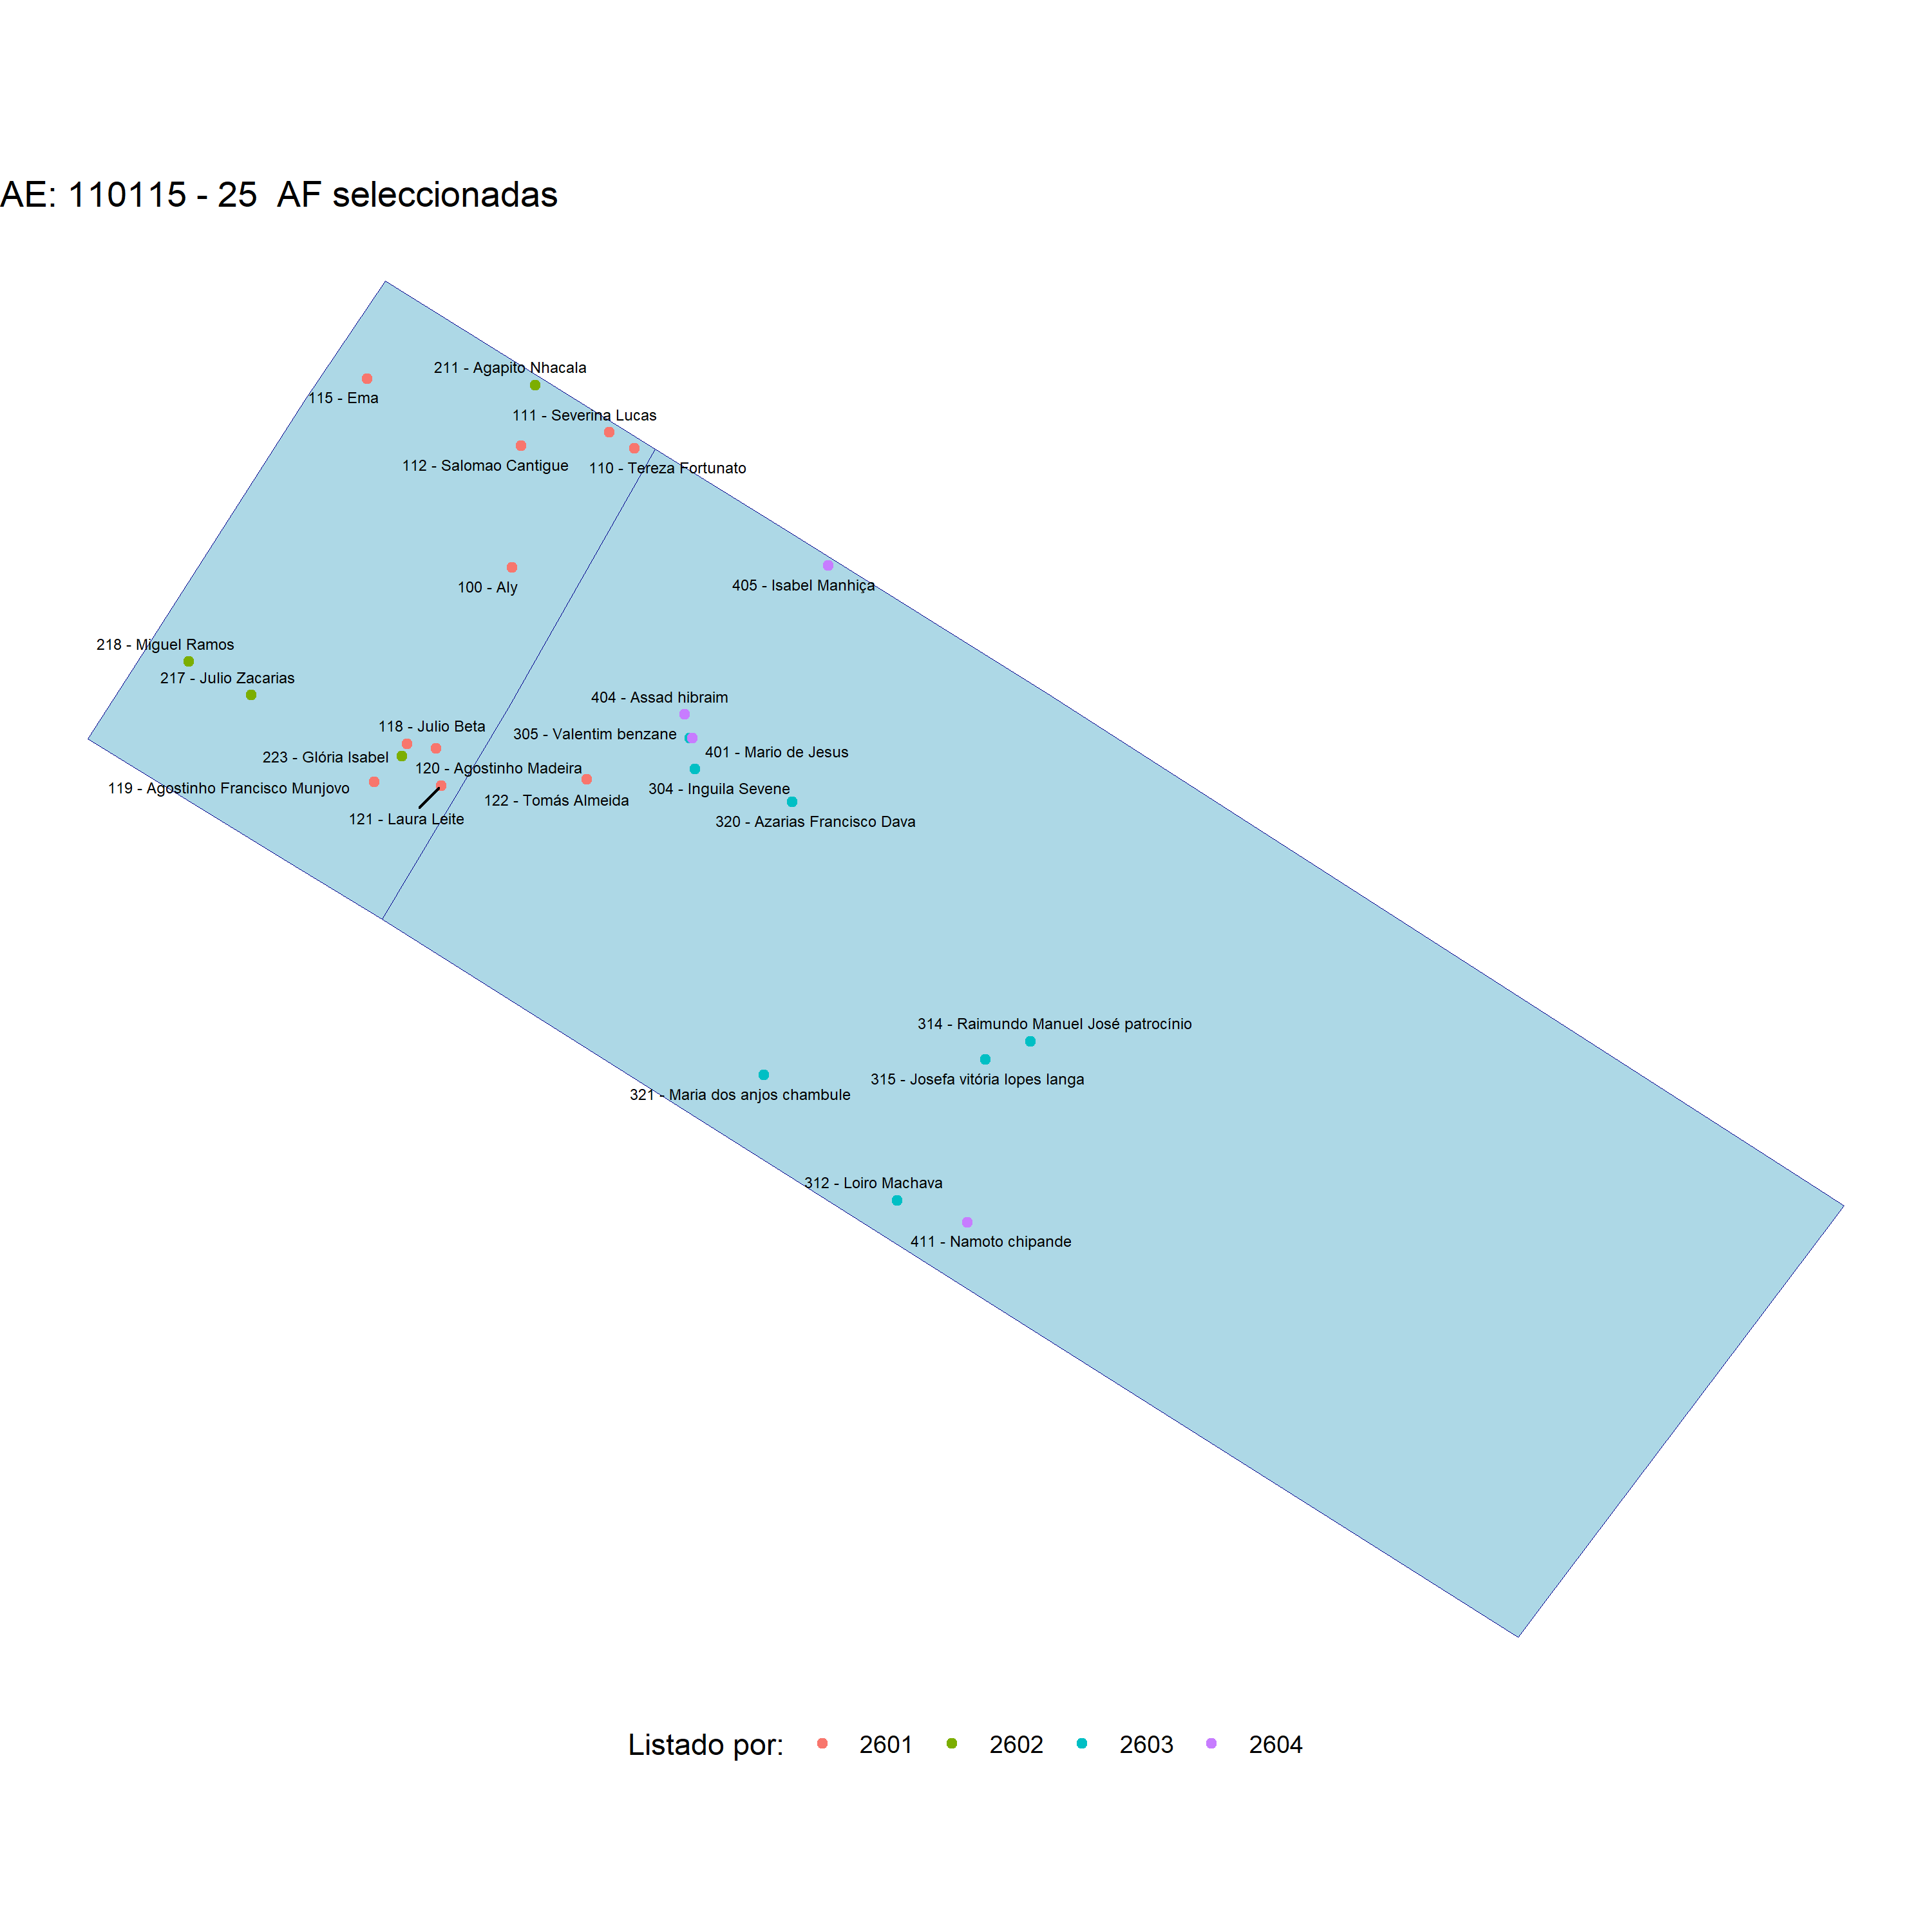 AE: 110115 - 25  AF seleccionadas
211 - Agapito Nhacala
115 - Ema
111 - Severina Lucas
112 - Salomao Cantigue
110 - Tereza Fortunato
100 - Aly
405 - Isabel Manhiça
218 - Miguel Ramos
217 - Julio Zacarias
404 - Assad hibraim
118 - Julio Beta
305 - Valentim benzane
401 - Mario de Jesus
223 - Glória Isabel
120 - Agostinho Madeira
119 - Agostinho Francisco Munjovo
304 - Inguila Sevene
122 - Tomás Almeida
121 - Laura Leite
320 - Azarias Francisco Dava
314 - Raimundo Manuel José patrocínio
315 - Josefa vitória lopes langa
321 - Maria dos anjos chambule
312 - Loiro Machava
411 - Namoto chipande
Listado por: 2601 2602 2603 2604